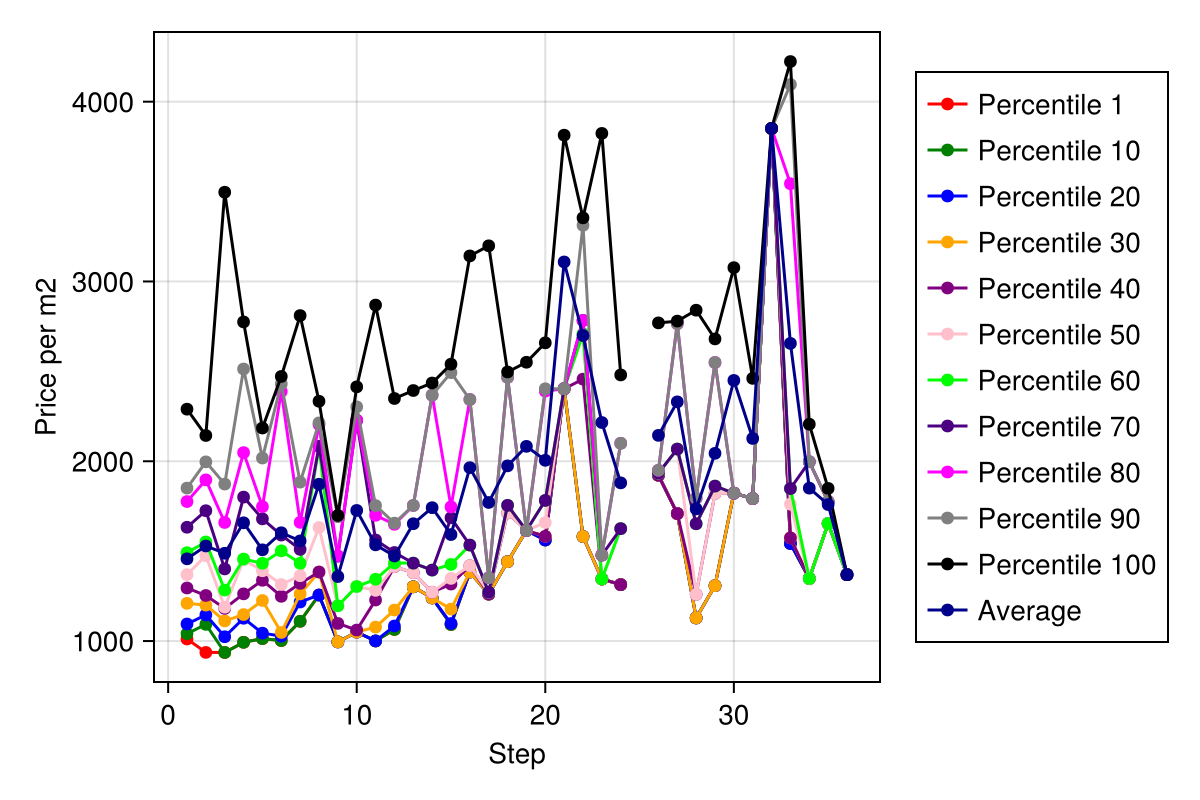 4000
3000
2000
1000
Price per m2
0
10
20
30
Step
Percentile 1
Percentile 10
Percentile 20
Percentile 30
Percentile 40
Percentile 50
Percentile 60
Percentile 70
Percentile 80
Percentile 90
Percentile 100
Average